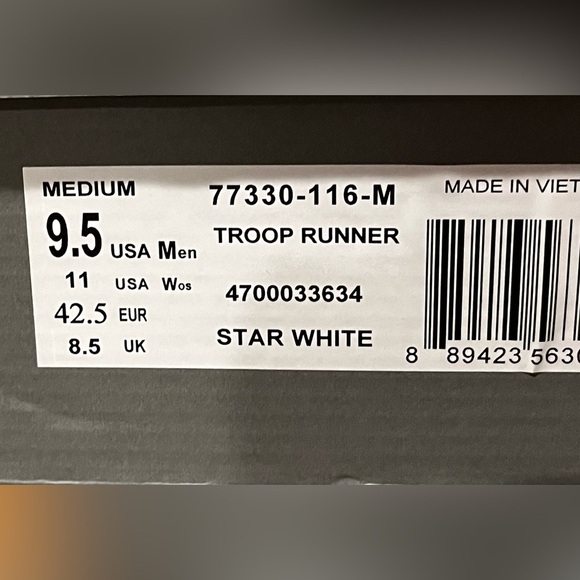 MEDIUM
9.5 USA Men
11 USA Wos
42.5 EUR
8.5 UK
77330-116-M
TROOP RUNNER
4700033634
STAR WHITE
MADE IN VIET
8 89423 563